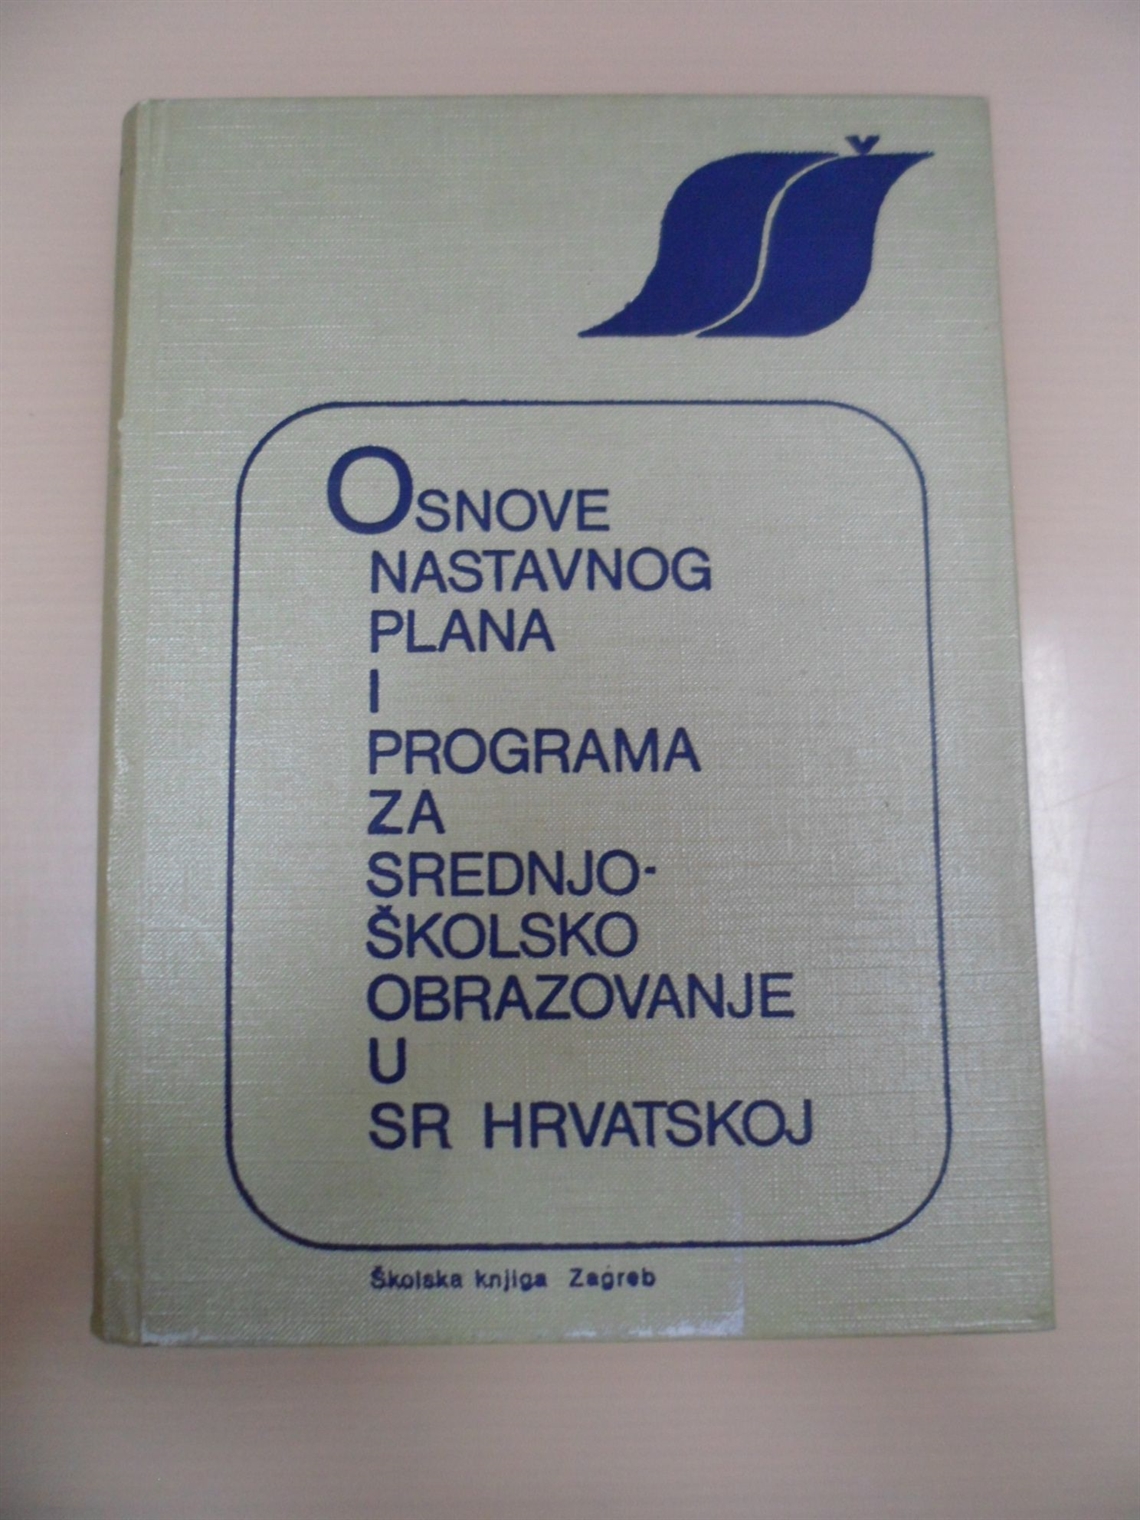 OSNOVE
NASTAVNOG
PLANA
I
PROGRAMA
ZA
SREDNJO-
ŠKOLSKO
OBRAZOVANJE
U
SR HRVATSKOJ
Školska knjiga Zagreb